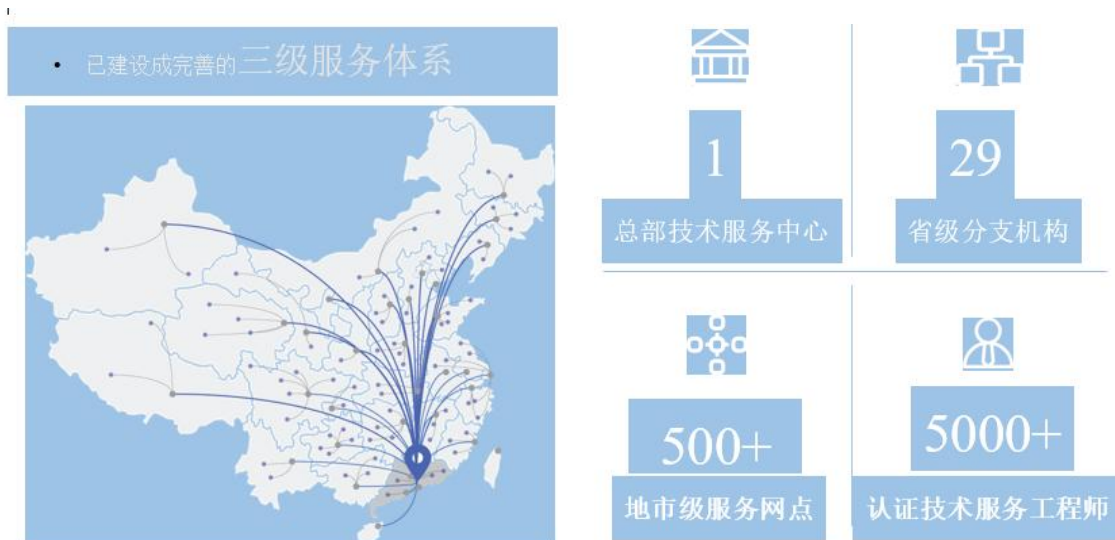 已建设成完善的三级服务体系
1
总部技术服务中心
29
省级分支机构
500+
地市级服务网点
5000+
认证技术服务工程师